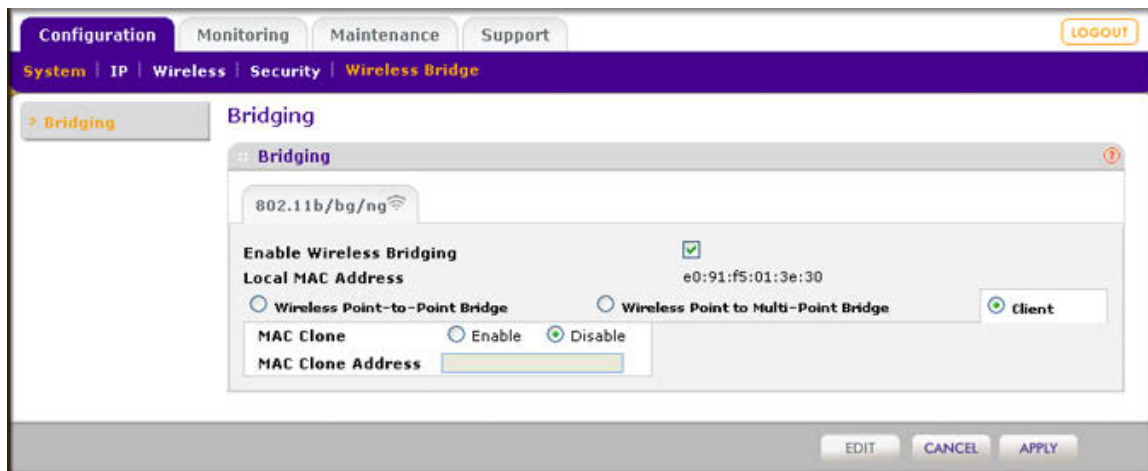 Configuration Monitoring Maintenance Support LOGOUT
System IP Wireless Security Wireless Bridge
Bridging
Bridging
Bridging
802.11b/bg/ng
Enable Wireless Bridging
Local MAC Address e0:91:f5:01:3e:30
Wireless Point-to-Point Bridge Wireless Point to Multi-Point Bridge Client
MAC Clone Enable Disable
MAC Clone Address
EDIT CANCEL APPLY